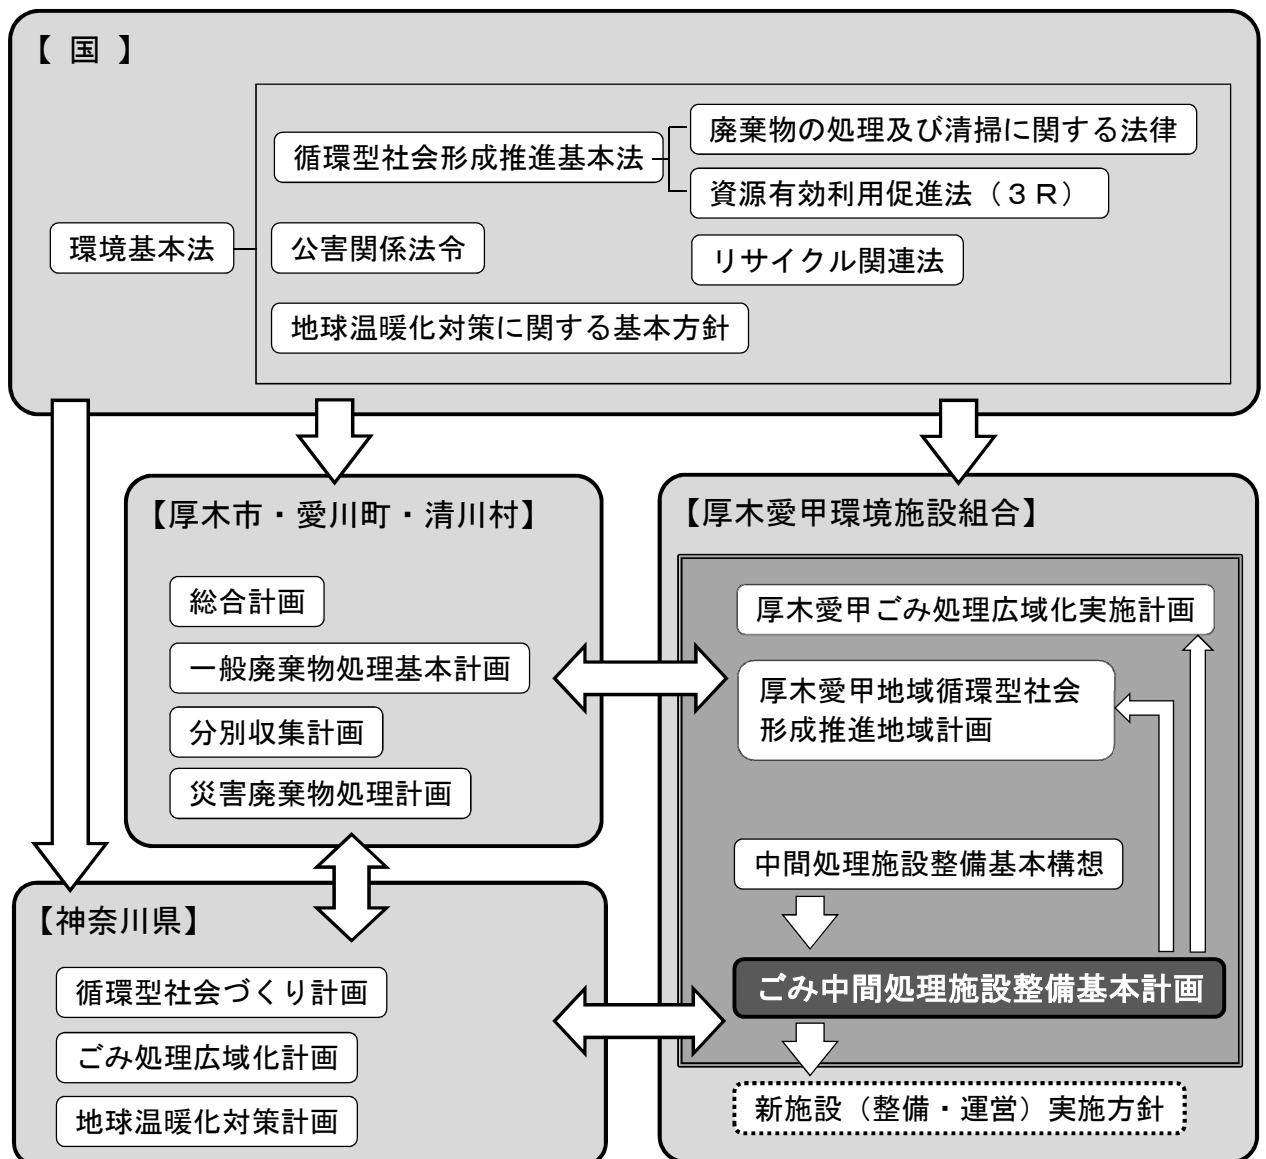 【 国 】
循環型社会形成推進基本法
廃棄物の処理及び清掃に関する法律
資源有効利用促進法（３Ｒ）
環境基本法
公害関係法令
リサイクル関連法
地球温暖化対策に関する基本方針
【厚木市・愛川町・清川村】
総合計画
一般廃棄物処理基本計画
分別収集計画
災害廃棄物処理計画
【神奈川県】
循環型社会づくり計画
ごみ処理広域化計画
地球温暖化対策計画
【厚木愛甲環境施設組合】
厚木愛甲ごみ処理広域化実施計画
厚木愛甲地域循環型社会
形成推進地域計画
中間処理施設整備基本構想
ごみ中間処理施設整備基本計画
新施設（整備・運営）実施方針